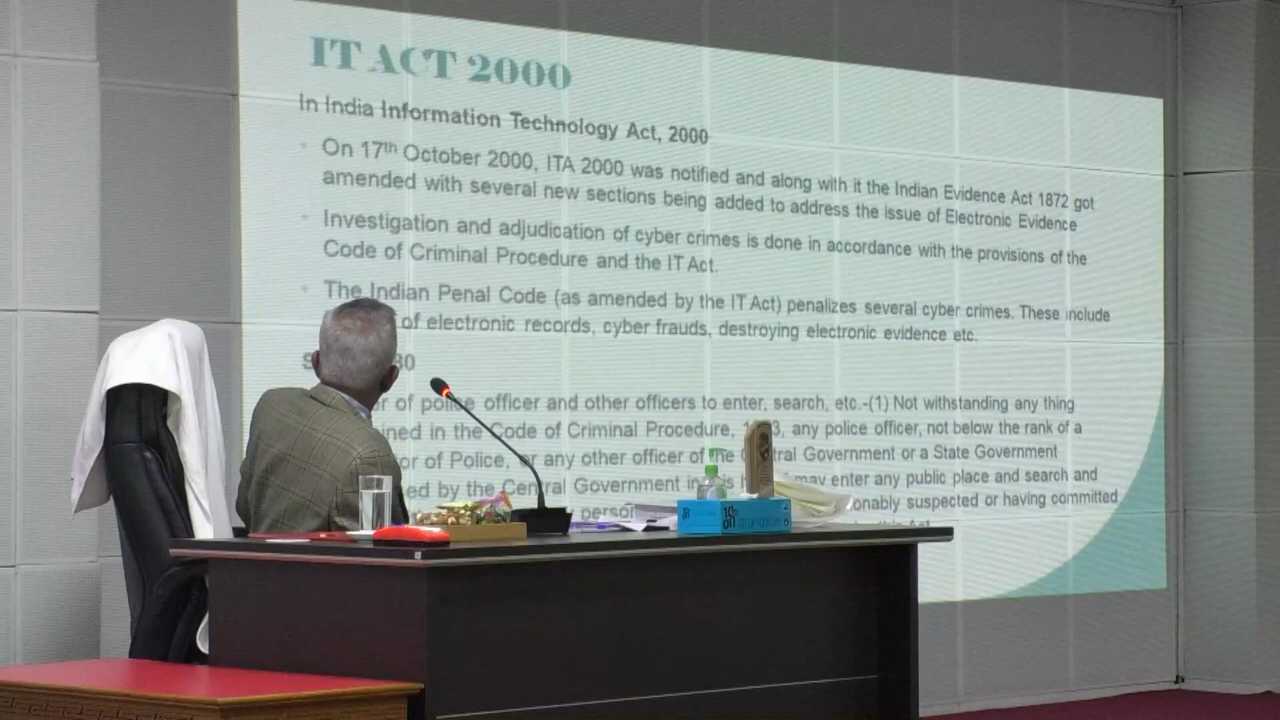 IT ACT 2000
In India Information Technology Act, 2000
On 17th October 2000, ITA 2000 was notified and along with it the Indian Evidence Act 1872 got
amended with several new sections being added to address the issue of Electronic Evidence
Investigation and adjudication of cyber crimes is done in accordance with the provisions of the
Code of Criminal Procedure and the IT Act.
The Indian Penal Code (as amended by the IT Act) penalizes several cyber crimes. These include
of electronic records, cyber frauds, destroying electronic evidence etc.
80
of police officer and other officers to enter, search, etc.-(1) Not withstanding any thing
in the Code of Criminal Procedure, any police officer, not below the rank of a
of Police, or any other officer of the Central Government or a State Government
by the Central Government in may enter any public place and search and
suspected or having committed
this Act